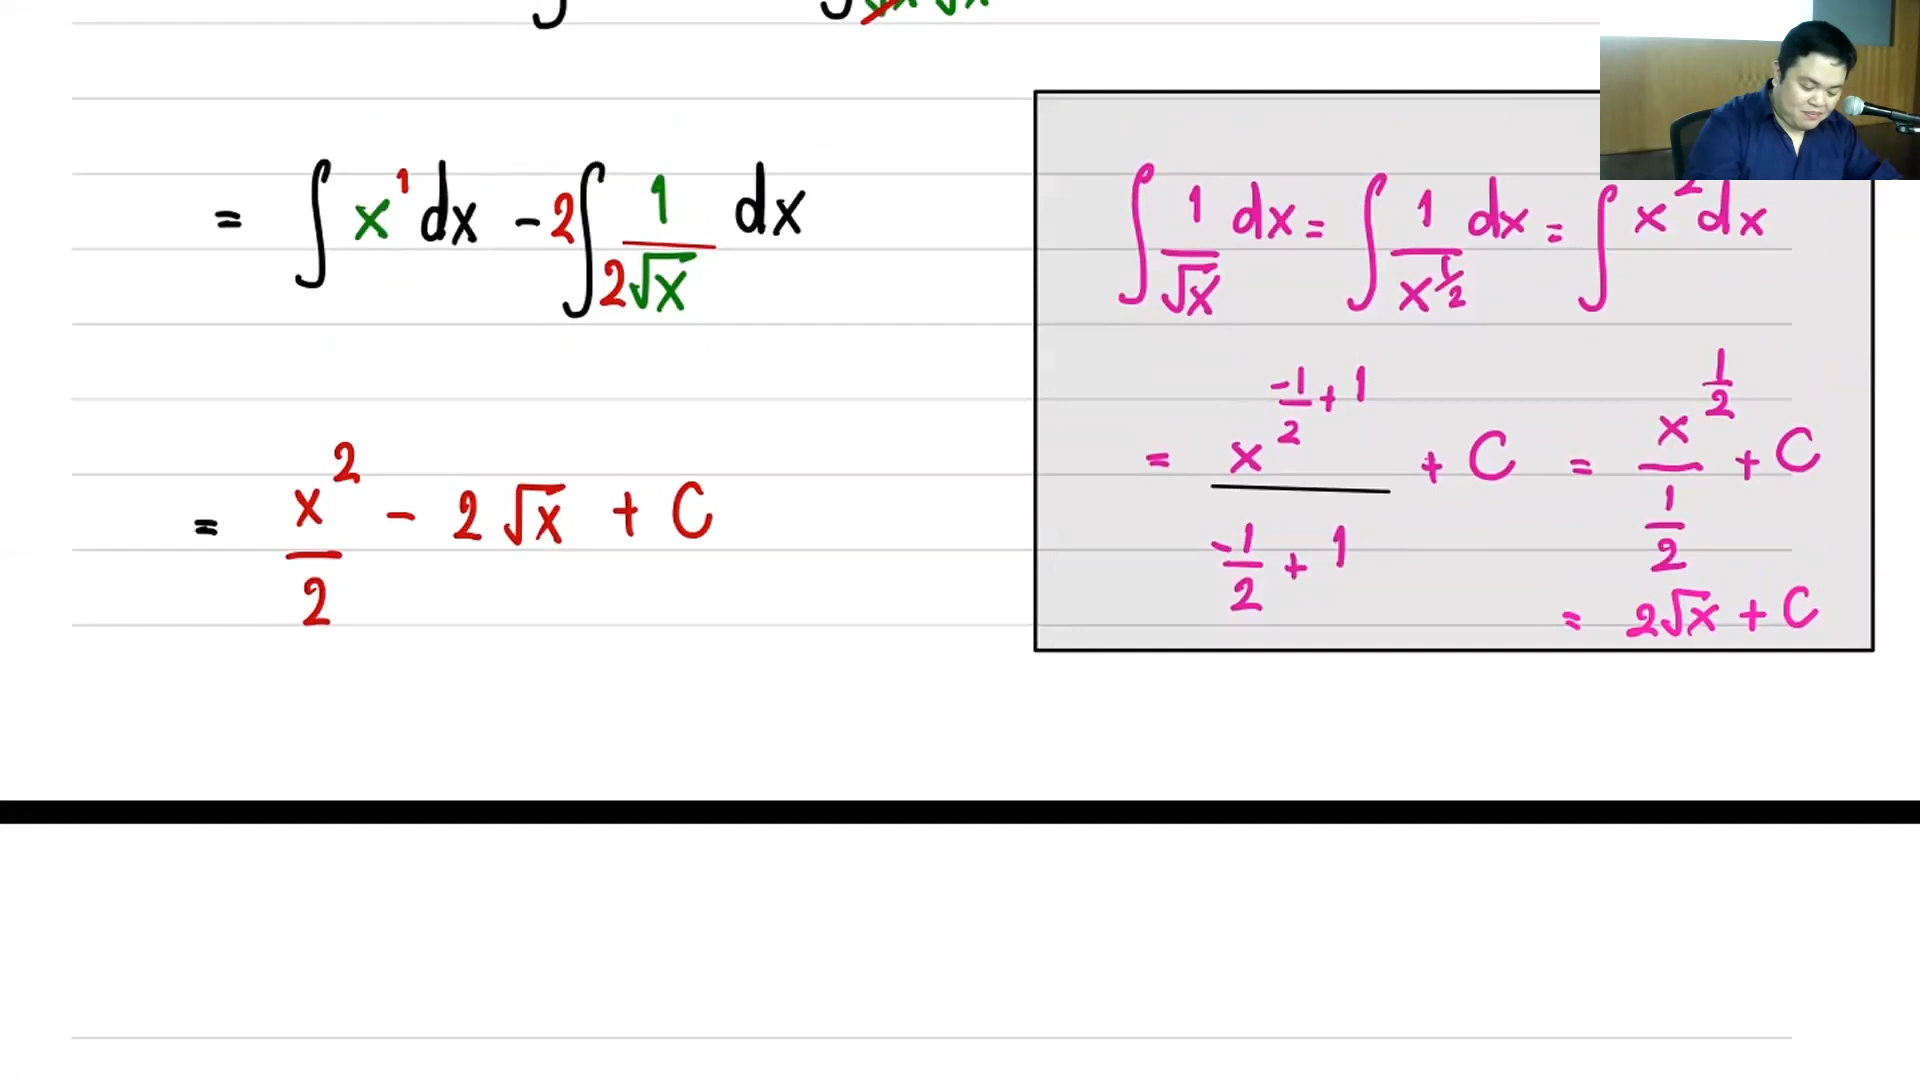 = ∫ x¹ dx - 2 ∫ 1/(2√x) dx
= x²/2 - 2√x + C
∫ 1/√x dx = ∫ 1/x^(1/2) dx = ∫ x dx
= x^(-1/2 + 1)/(-1/2 + 1) + C = x^(1/2)/(1/2) + C
= 2√x + C